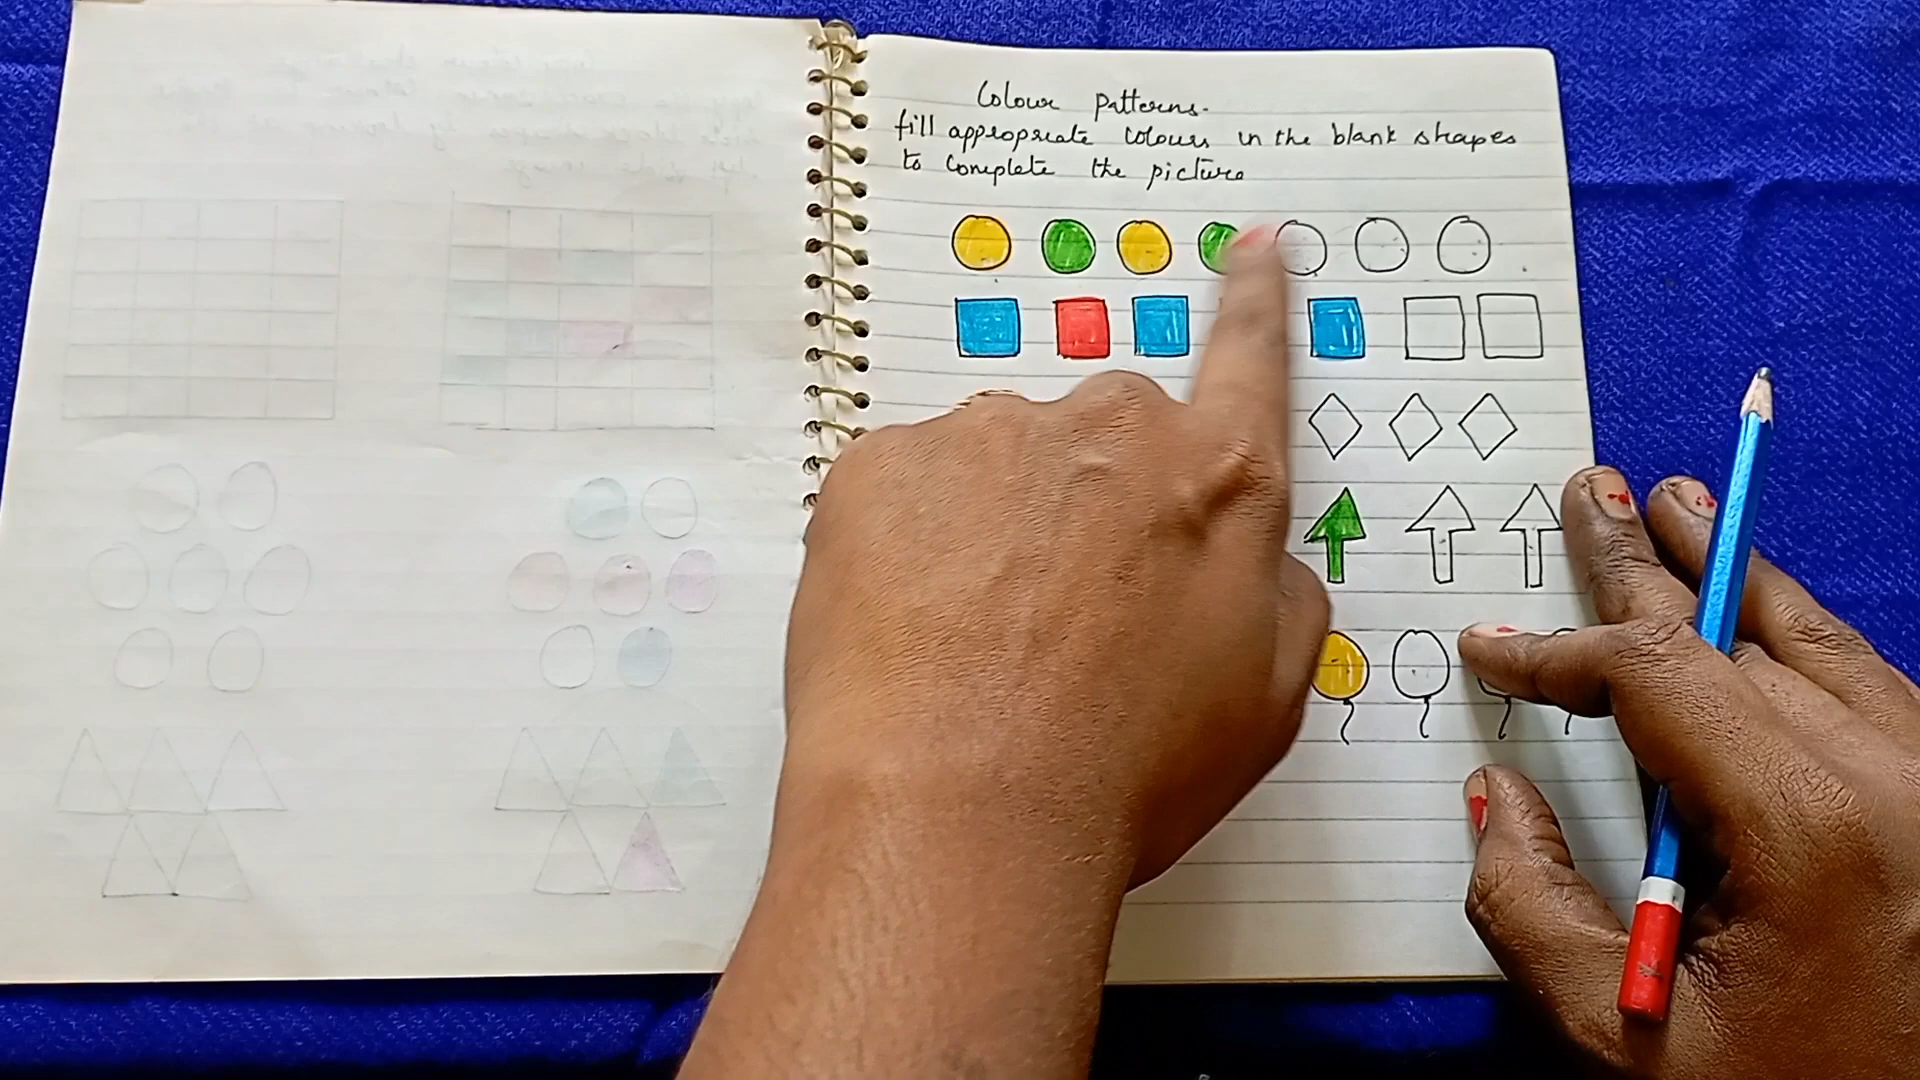 Colour Patterns.
fill appropriate colours in the blank shapes
to complete the picture